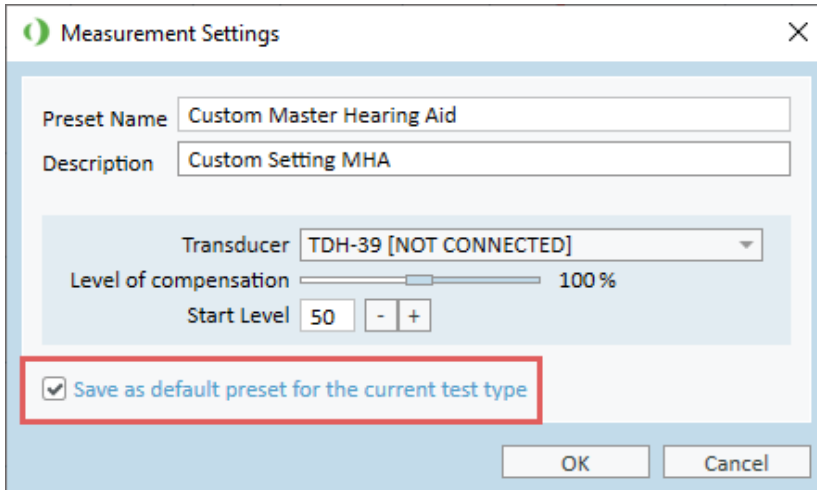 Measurement Settings
Preset Name Custom Master Hearing Aid
Description Custom Setting MHA
Transducer TDH-39 [NOT CONNECTED]
Level of compensation 100 %
Start Level 50 - +
Save as default preset for the current test type
OK Cancel